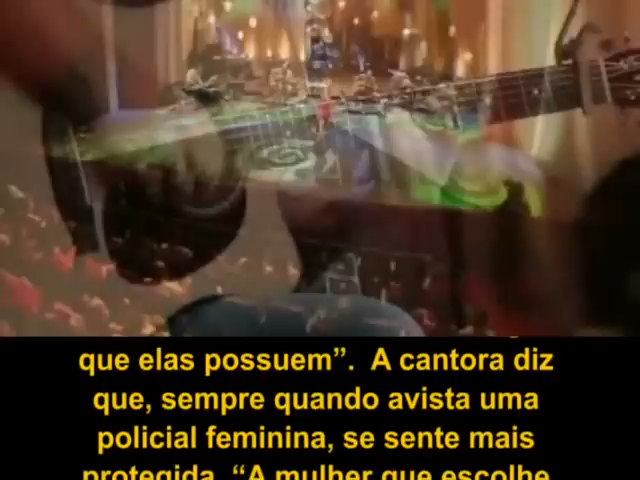 que elas possuem”. A cantora diz
que, sempre quando avista uma
policial feminina, se sente mais
protegida. “A mulher que escolhe